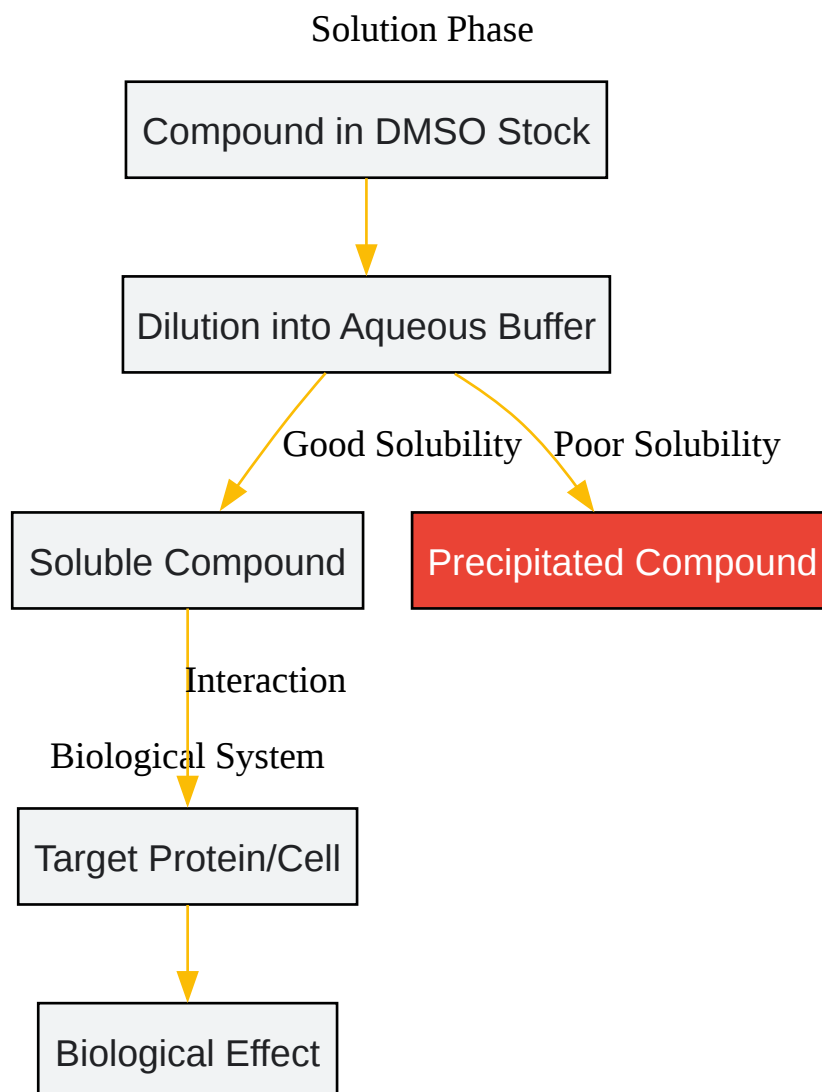 Solution Phase
Compound in DMSO Stock
Dilution into Aqueous Buffer
Good Solubility
Poor Solubility
Soluble Compound
Precipitated Compound
Interaction
Biological System
Target Protein/Cell
Biological Effect